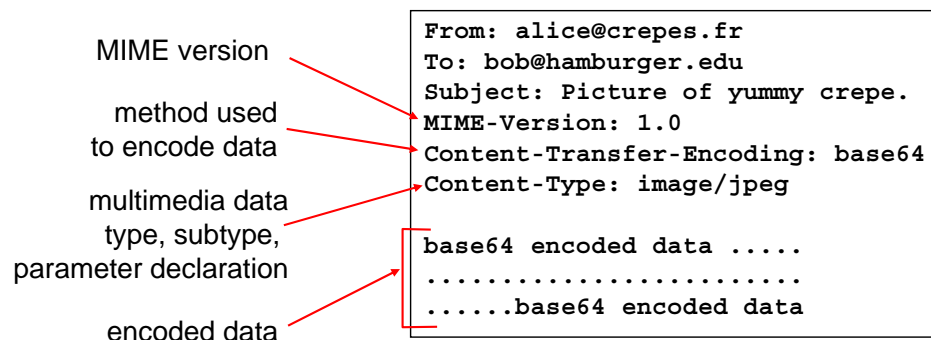 MIME version
method used
to encode data
multimedia data
type, subtype,
parameter declaration
encoded data
From: alice@crepes.fr
To: bob@hamburger.edu
Subject: Picture of yummy crepe.
MIME-Version: 1.0
Content-Transfer-Encoding: base64
Content-Type: image/jpeg
base64 encoded data .....
..........................
......base64 encoded data